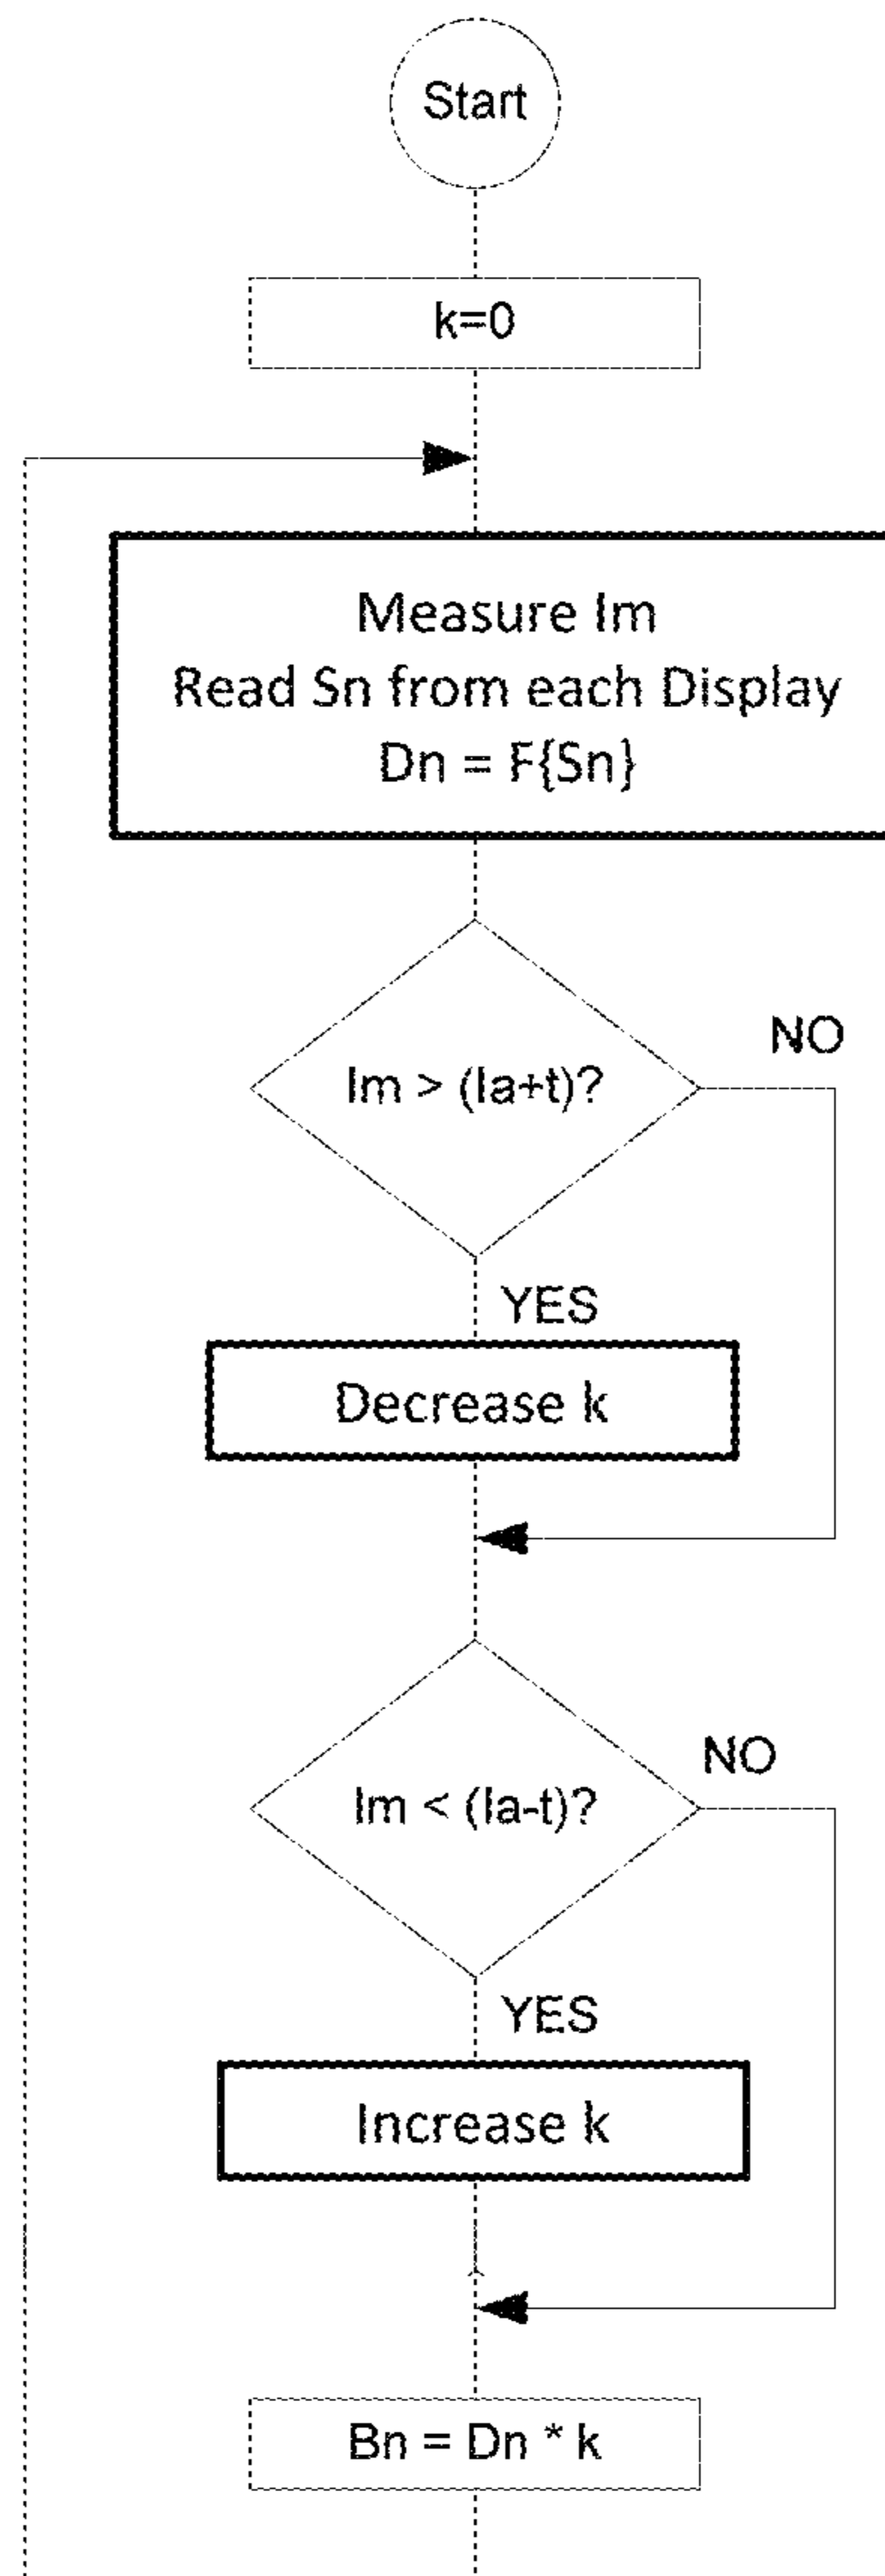 Start
k=0
Measure Im
Read Sn from each Display
Dn = F{Sn}
Im > (Ia+t)?
NO
YES
Decrease k
Im < (Ia-t)?
NO
YES
Increase k
Bn = Dn * k